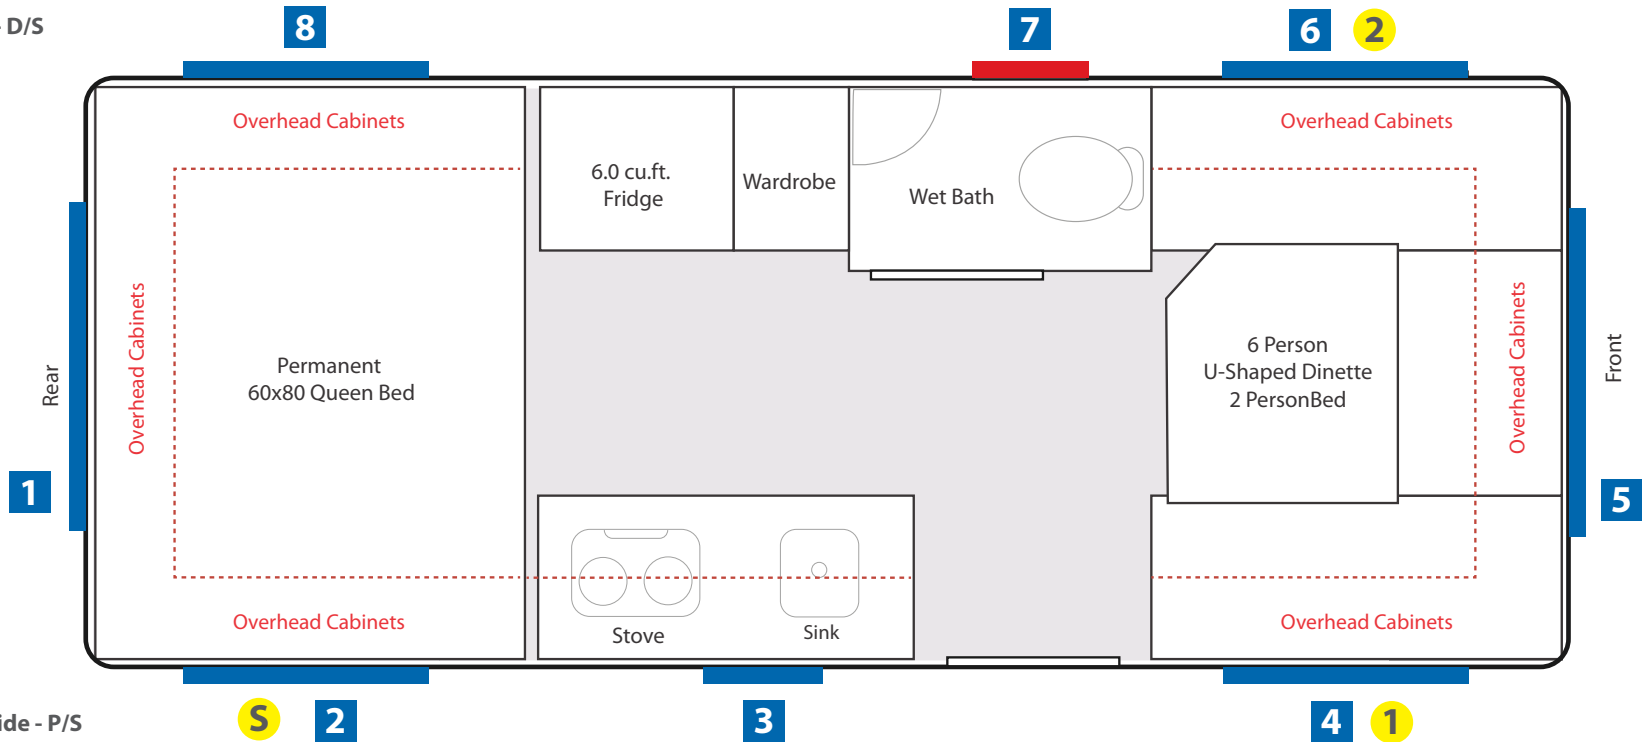 - D/S
8
7
6
2
Overhead Cabinets
Overhead Cabinets
6.0 cu.ft.
Fridge
Wardrobe
Wet Bath
Overhead Cabinets
Permanent
60x80 Queen Bed
6 Person
U-Shaped Dinette
2 PersonBed
Overhead Cabinets
Rear
Front
1
5
Overhead Cabinets
Stove
Sink
Overhead Cabinets
ide - P/S
S
2
3
4
1